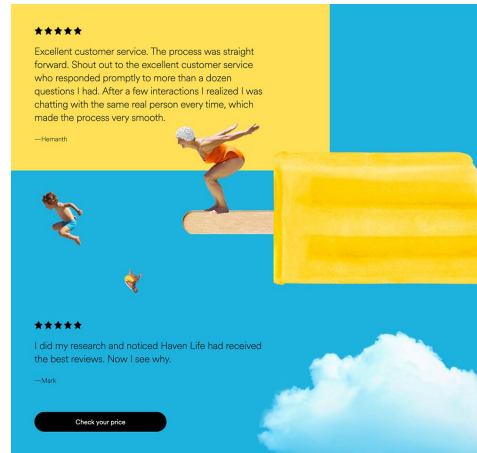 ★★★★★
Excellent customer service. The process was straight
forward. Shout out to the excellent customer service
who responded promptly to more than a dozen
questions I had. After a few interactions I realized I was
chatting with the same real person every time, which
made the process very smooth.
—Hemanth
★★★★★
I did my research and noticed Haven Life had received
the best reviews. Now I see why.
—Mark
Check your price